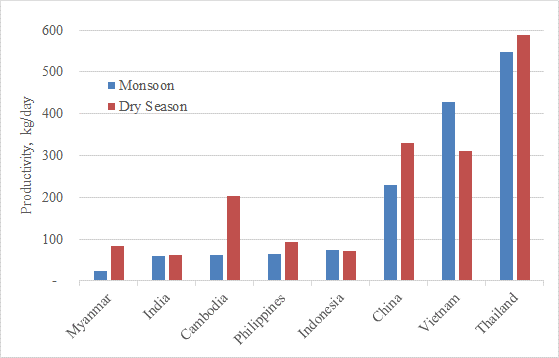 600
500
400
300
200
100
-
Productivity, kg/day
Monsoon
Dry Season
Myanmar
India
Cambodia
Philippines
Indonesia
China
Vietnam
Thailand